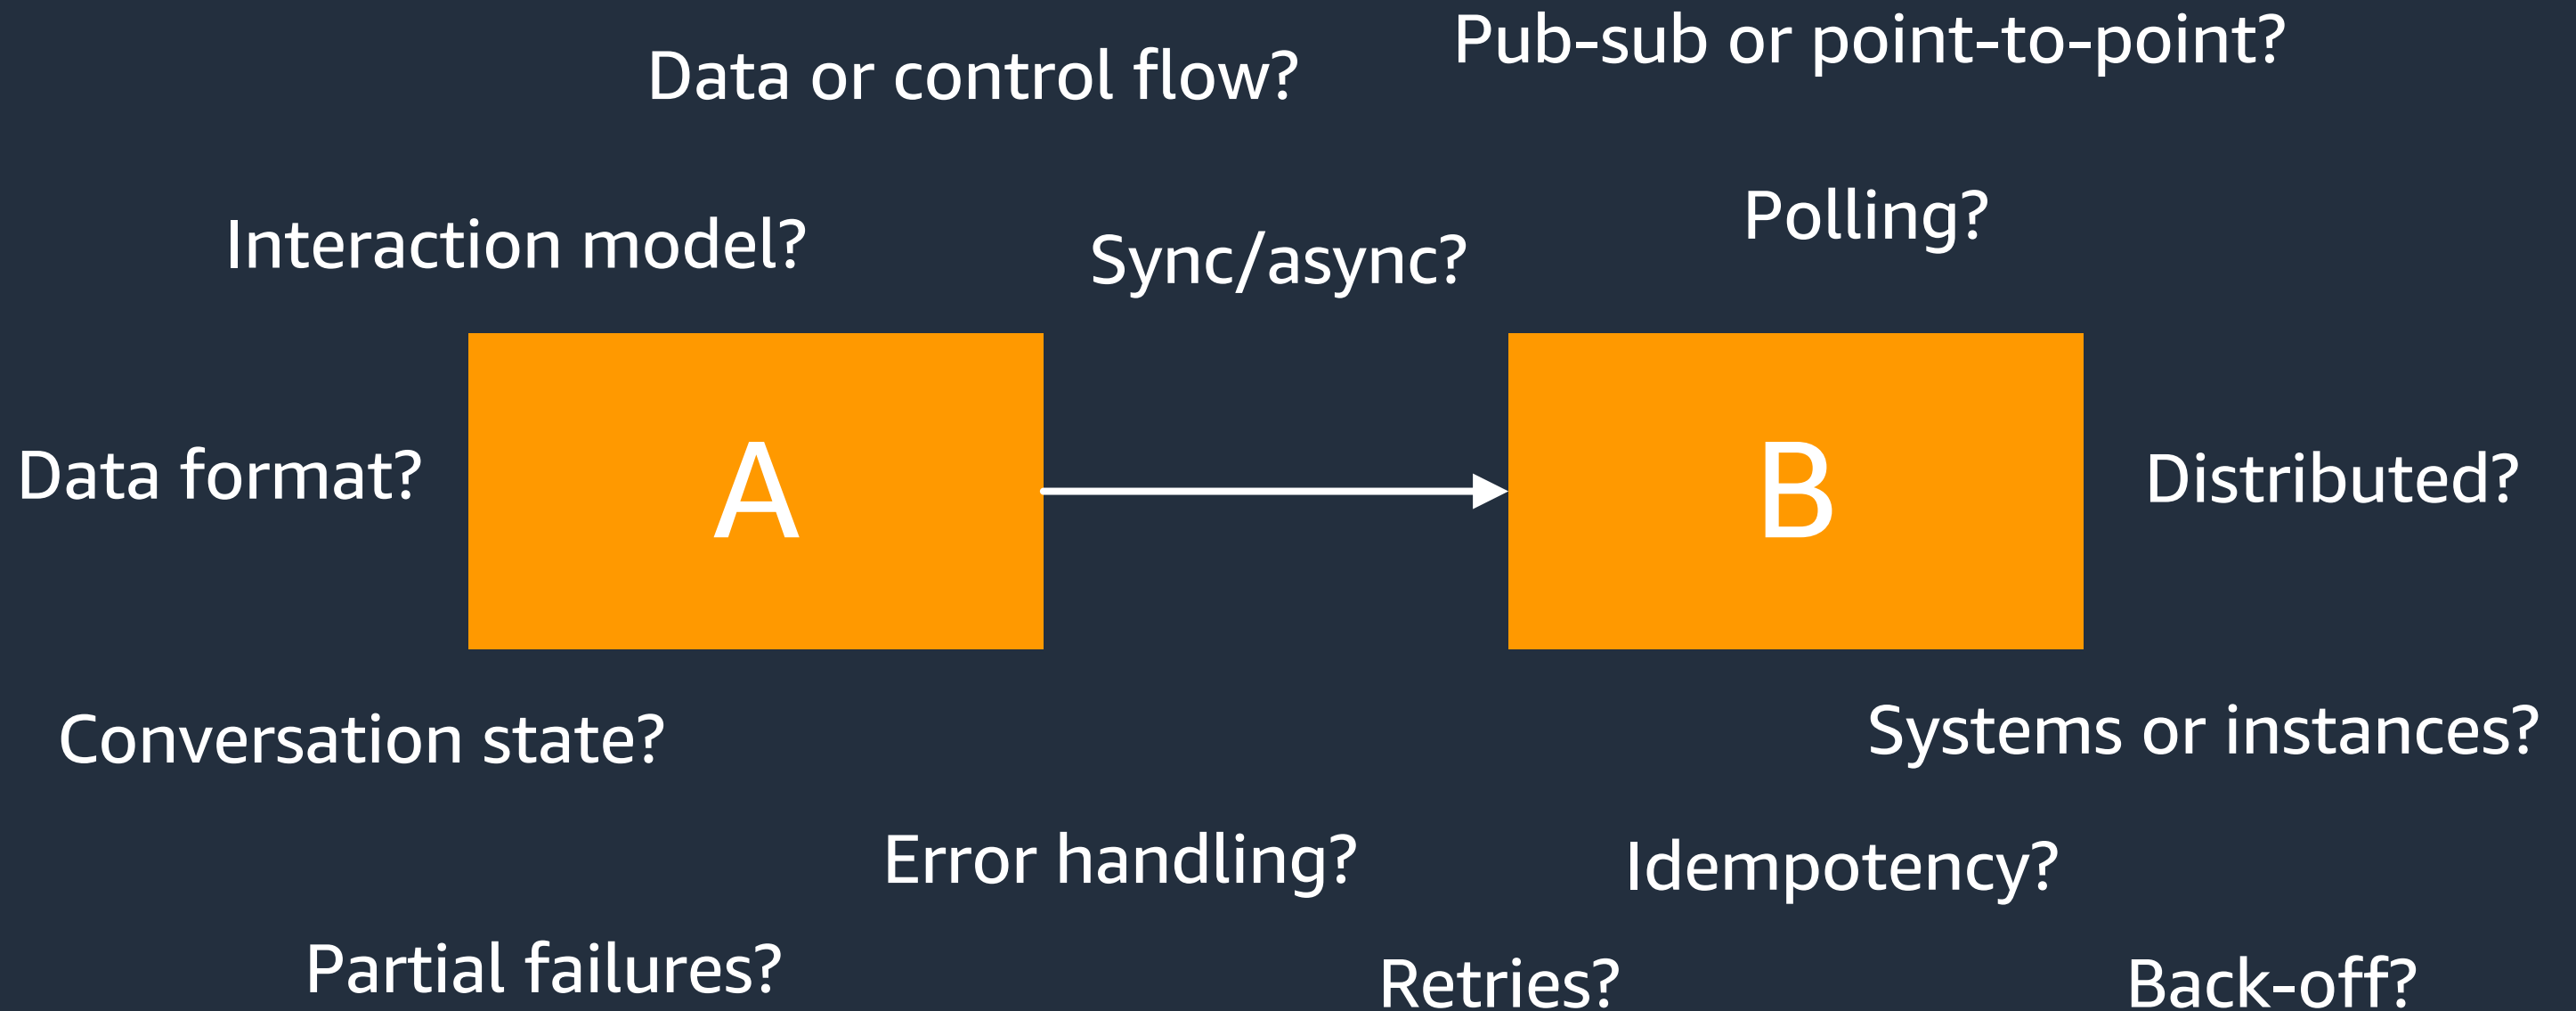 Pub-sub or point-to-point?
Data or control flow?
Polling?
Interaction model?
Sync/async?
Data format?
A
B
Distributed?
Conversation state?
Systems or instances?
Error handling?
Idempotency?
Partial failures?
Retries?
Back-off?